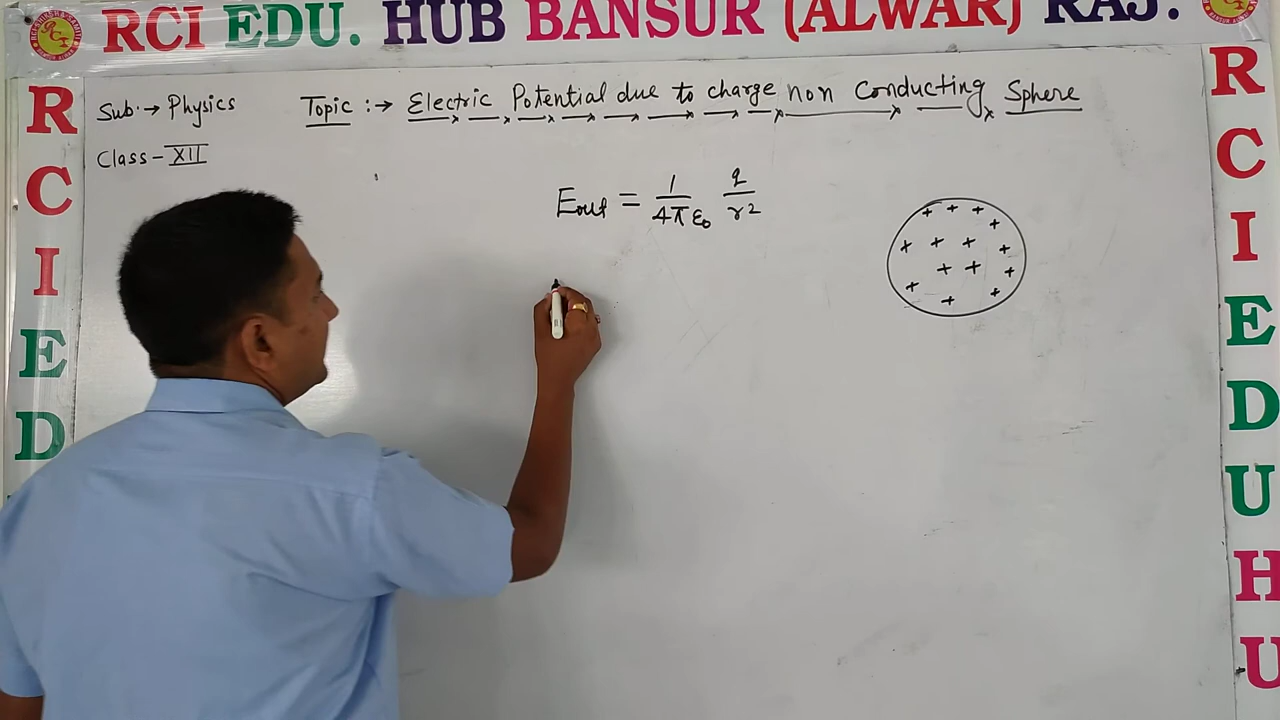 RCI EDU. HUB BANSUR (ALWAR) RAJ.
Sub.→ Physics
Topic :→ Electric Potential due to charge non Conducting Sphere
Class - XII
Eout = 1/4πε0 q/r2
R
C
I
E
D
R
C
I
E
D
U
H
U